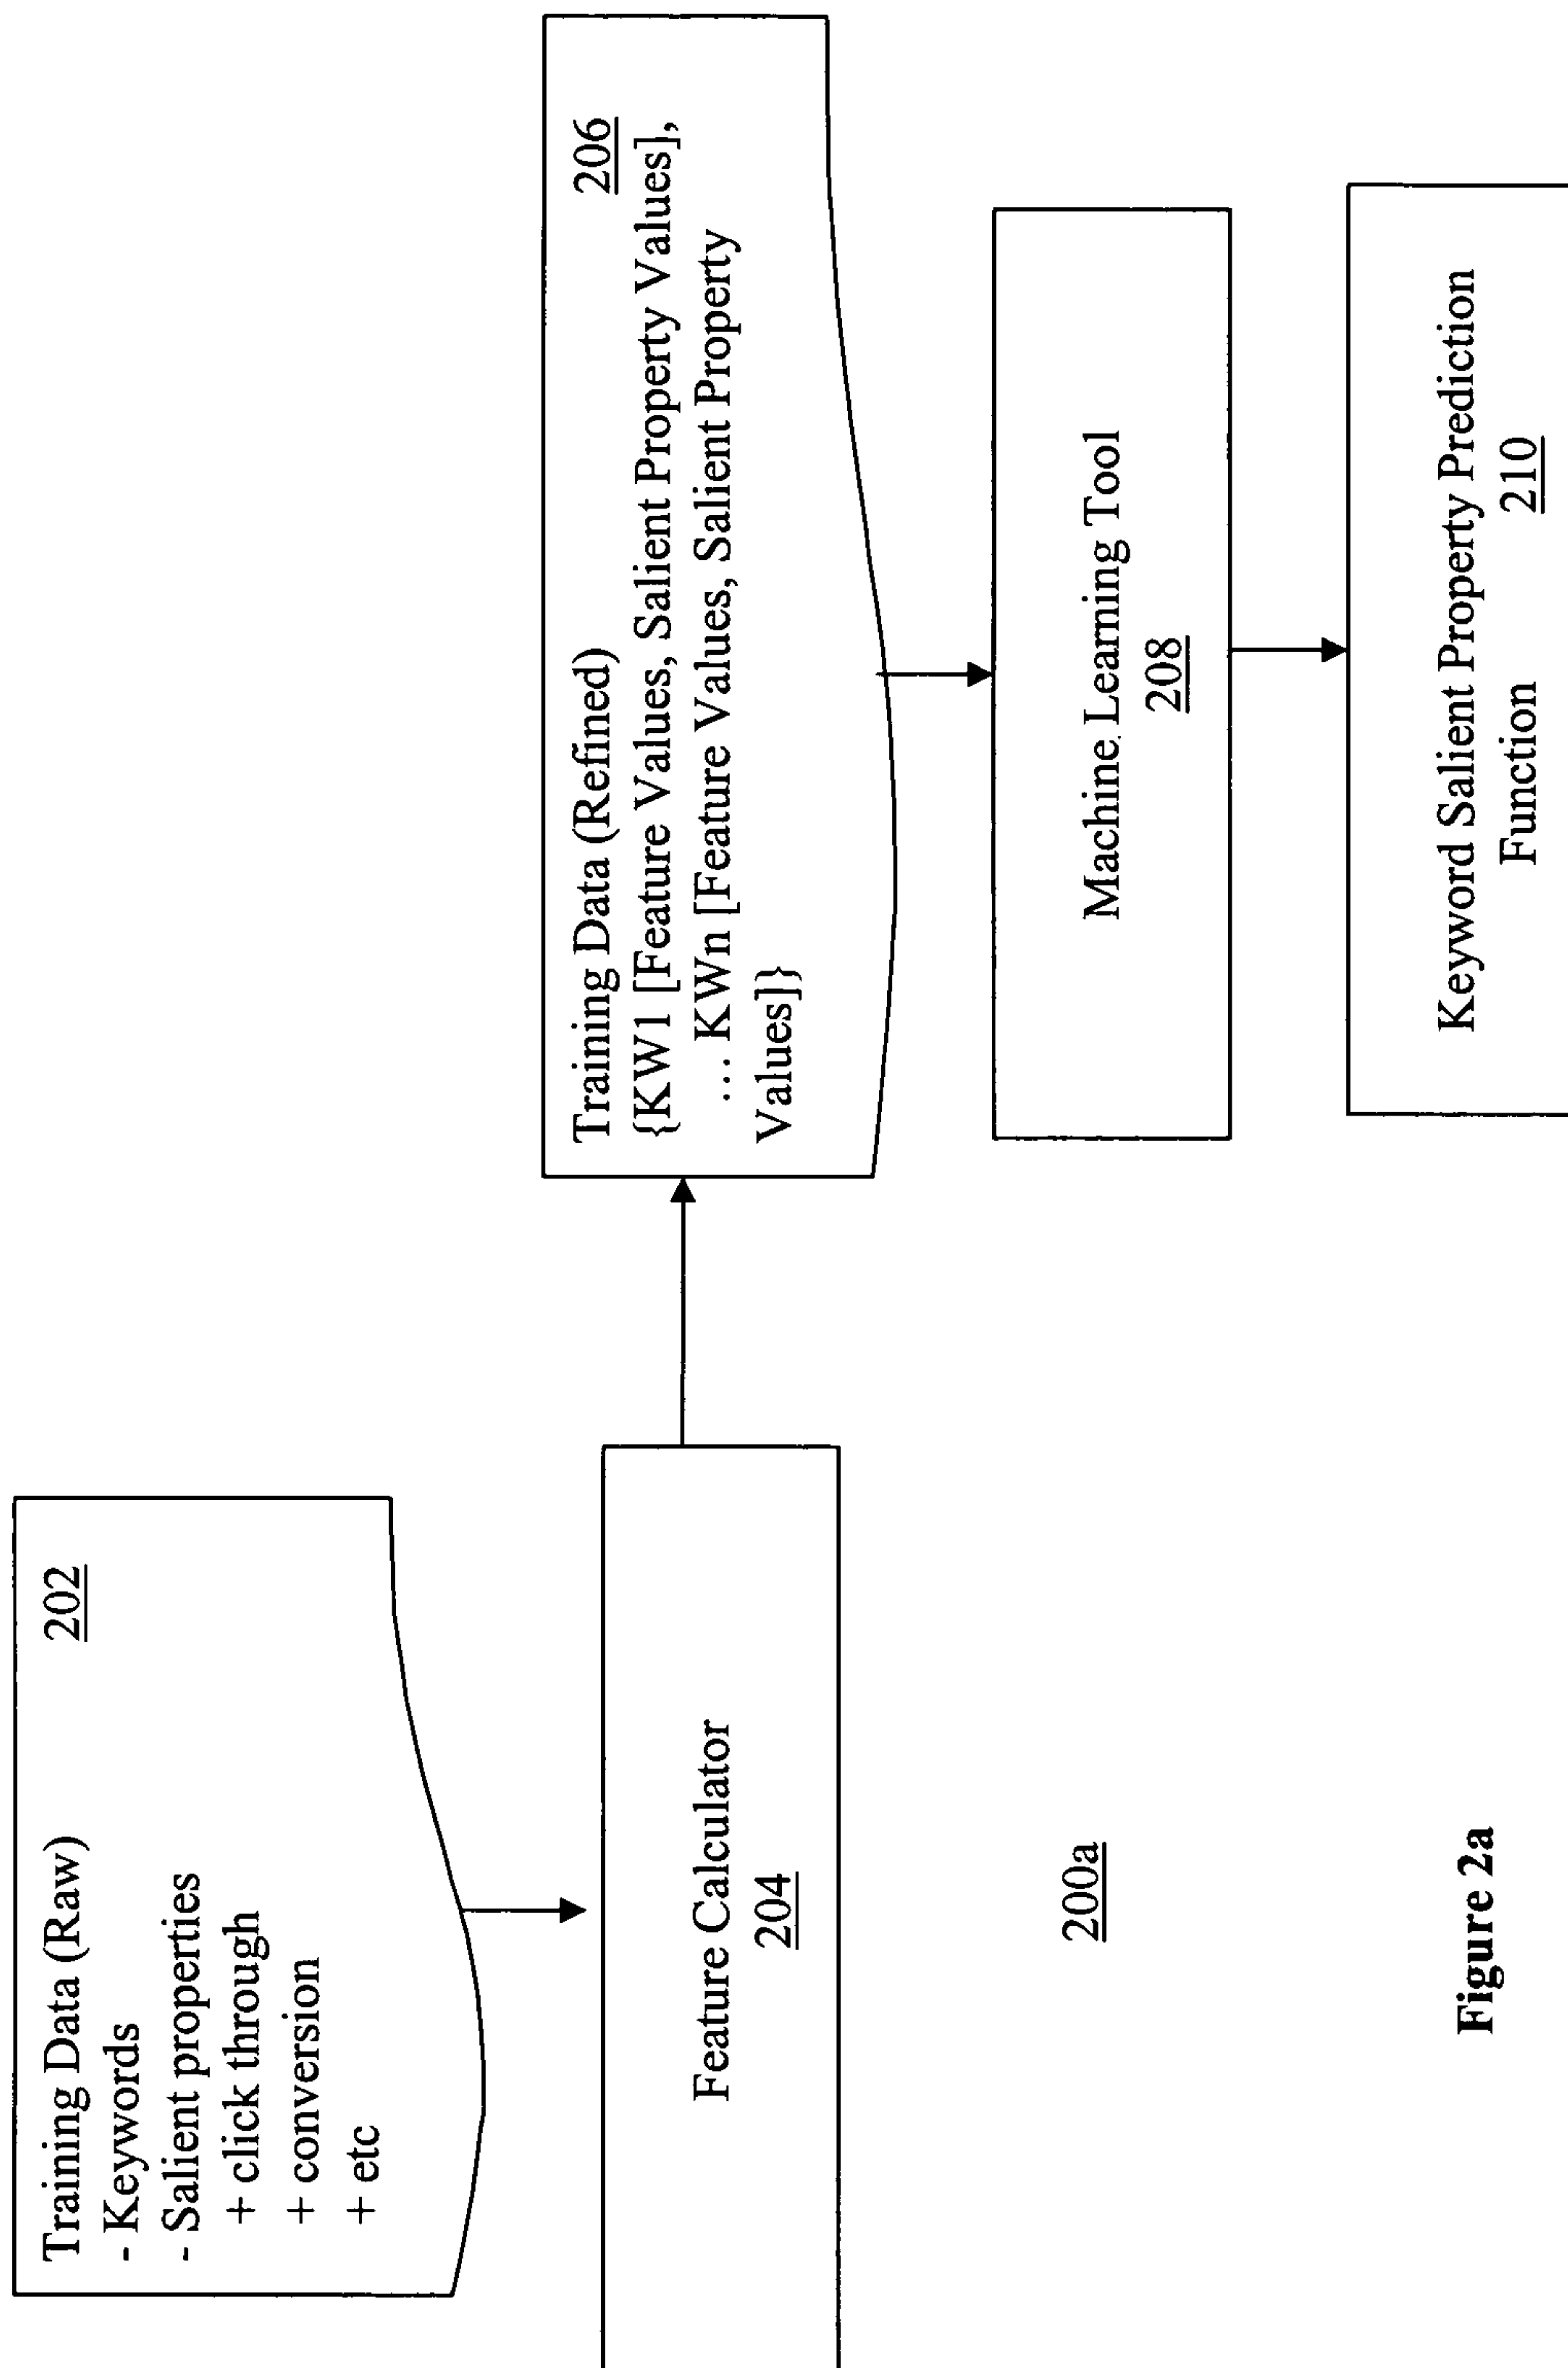 Training Data (Raw)
202
- Keywords
- Salient properties
+ click through
+ conversion
+ etc
Feature Calculator
204
Training Data (Refined)
206
{KW1 [Feature Values, Salient Property Values],
… KWn [Feature Values, Salient Property
Values]}
Machine Learning Tool
208
Keyword Salient Property Prediction
Function 210
200a
Figure 2a